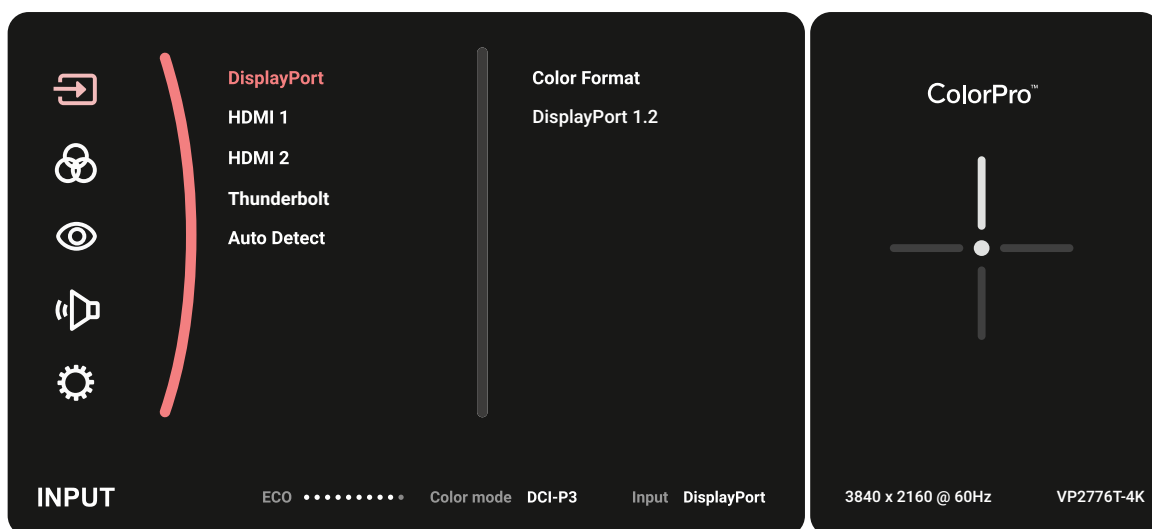 DisplayPort
HDMI 1
HDMI 2
Thunderbolt
Auto Detect
Color Format
DisplayPort 1.2
ColorPro™
INPUT
ECO Color mode DCI-P3 Input DisplayPort
3840 x 2160 @ 60Hz VP2776T-4K